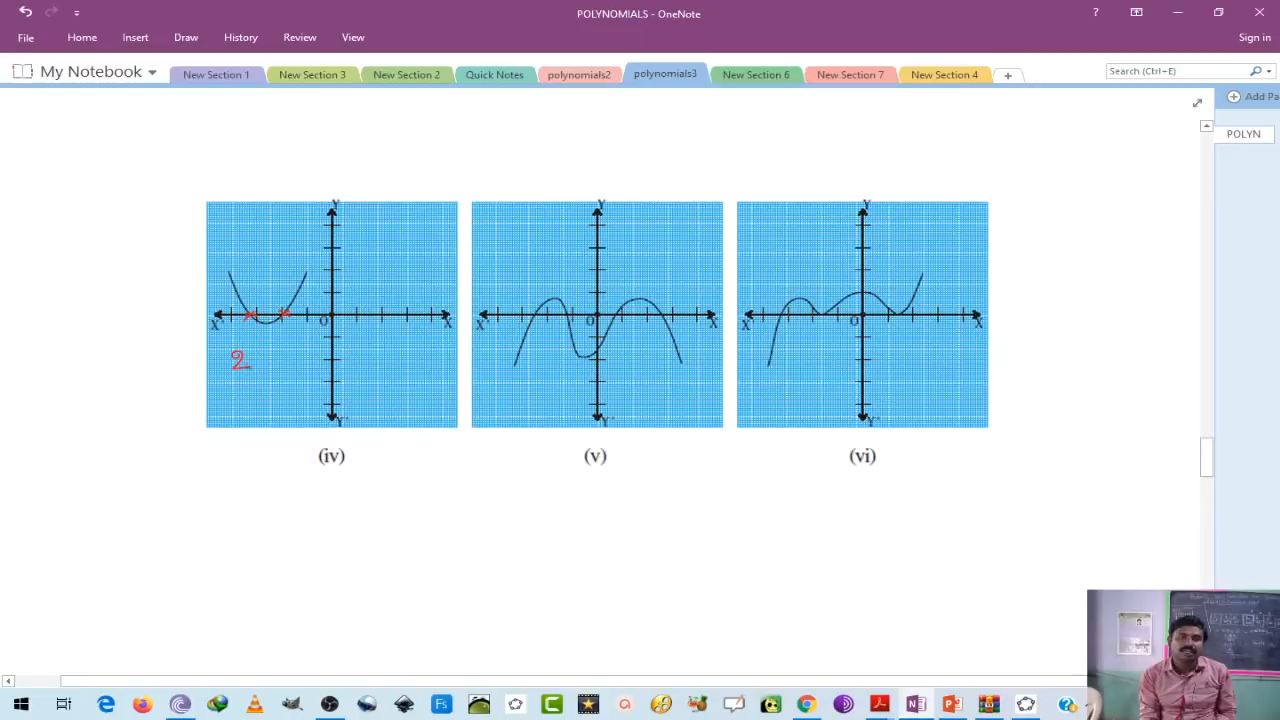 POLYNOMIALS - OneNote
? 
File Home Insert Draw History Review View Sign in
My Notebook New Section 1 New Section 3 New Section 2 Quick Notes polynomials2 polynomials3 New Section 6 New Section 7 New Section 4 + Search (Ctrl+E)
Add Pa
POLYN
Y Y Y
X' O X X' O X X' O X
2
Y' Y' Y'
(iv) (v) (vi)
e Fs C a N P ?